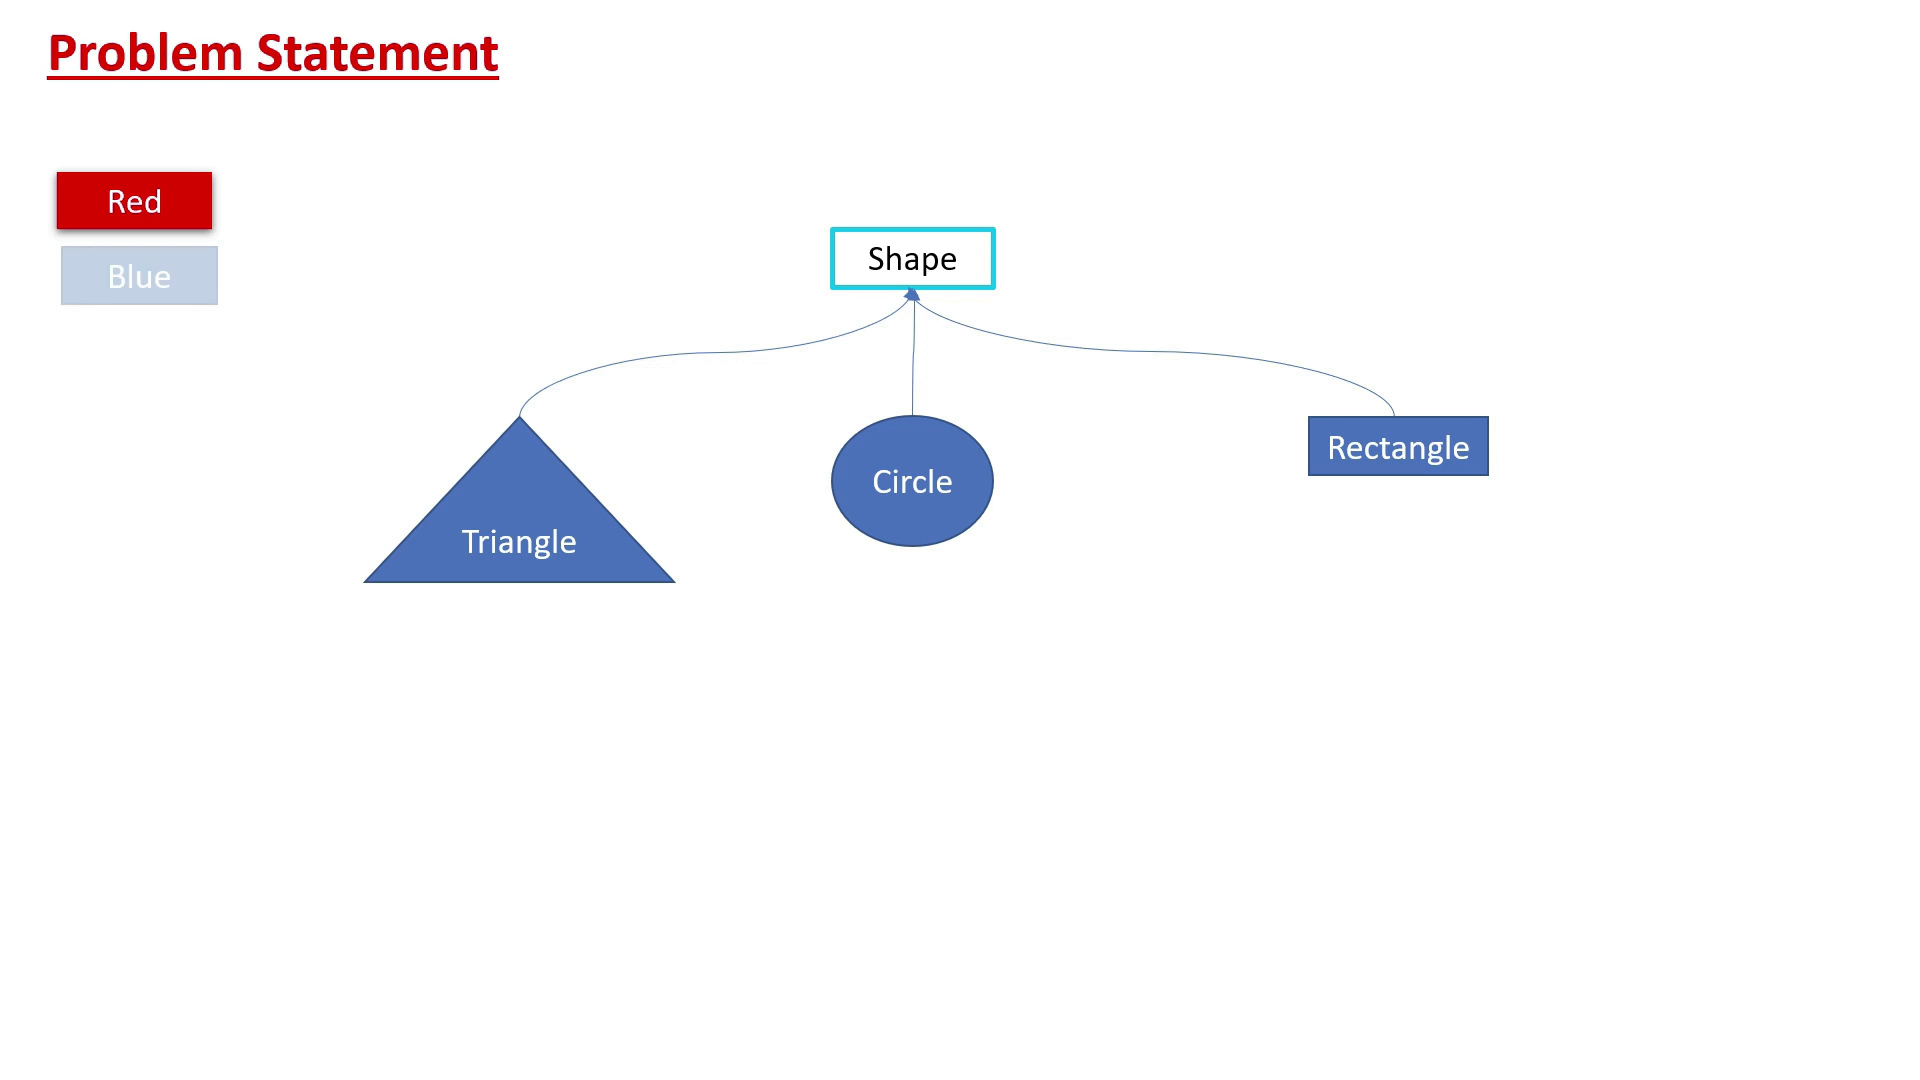 Problem Statement
Red
Blue
Shape
Triangle
Circle
Rectangle